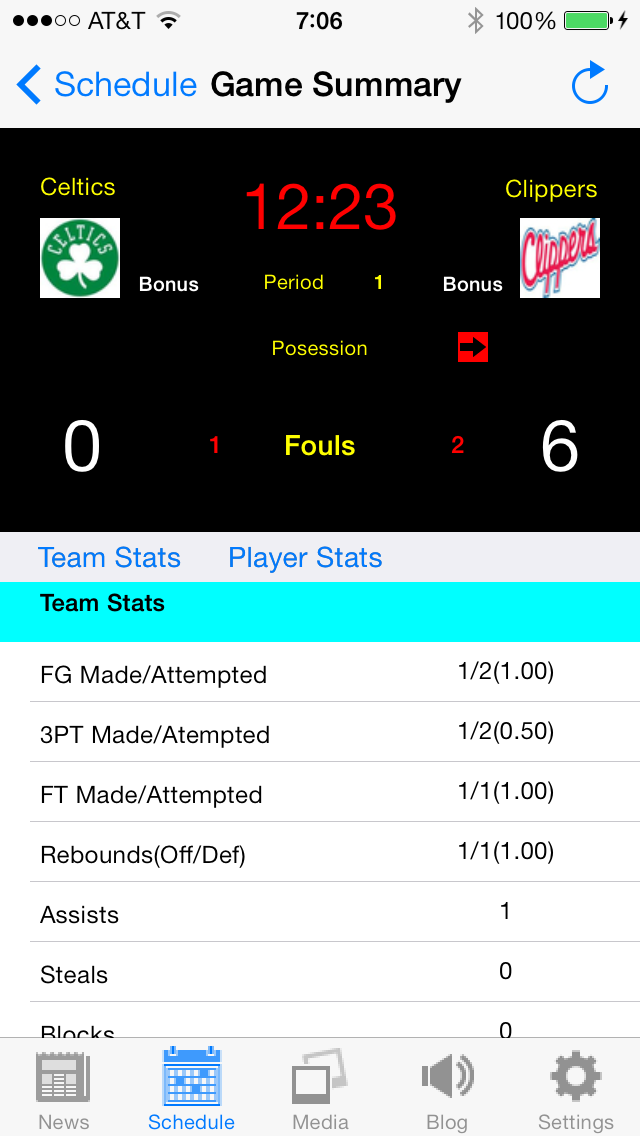 AT&T 7:06 100%
Schedule Game Summary
Celtics 12:23 Clippers
CELTICS Clippers
Bonus Period 1 Bonus
Posession
0 1 Fouls 2 6
Team Stats Player Stats
Team Stats
FG Made/Attempted 1/2(1.00)
3PT Made/Atempted 1/2(0.50)
FT Made/Attempted 1/1(1.00)
Rebounds(Off/Def) 1/1(1.00)
Assists 1
Steals 0
Blocks 0
News Schedule Media Blog Settings